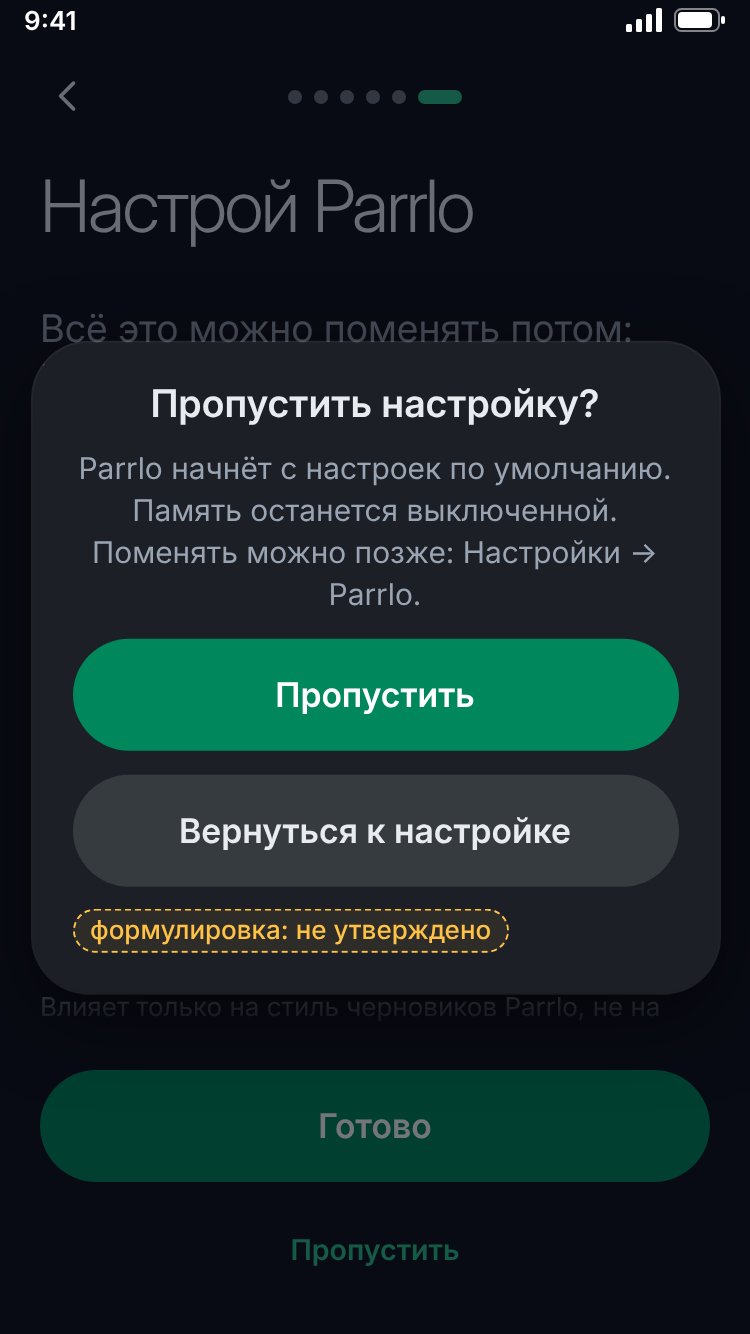 9:41
Настрой Parrlo
Всё это можно поменять потом:
Пропустить настройку?
Parrlo начнёт с настроек по умолчанию.
Память останется выключенной.
Поменять можно позже: Настройки →
Parrlo.
Пропустить
Вернуться к настройке
формулировка: не утверждено
Влияет только на стиль черновиков Parrlo, не на
Готово
Пропустить